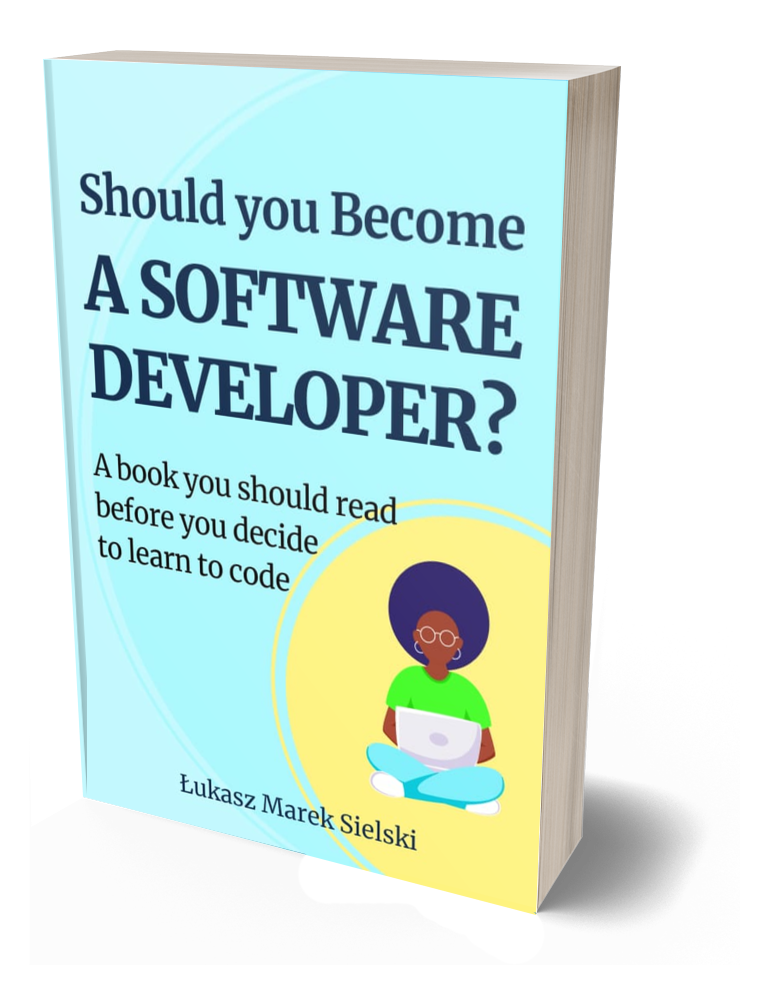 Should you Become
A SOFTWARE
DEVELOPER?
A book you should read
before you decide
to learn to code
Łukasz Marek Sielski